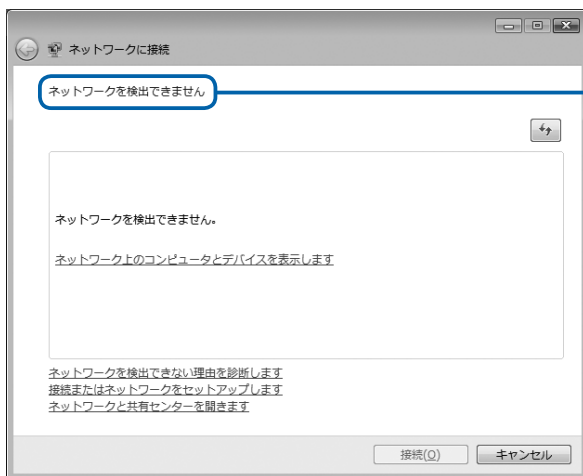 ネットワークに接続
ネットワークを検出できません
ネットワークを検出できません。
ネットワーク上のコンピュータとデバイスを表示します
ネットワークを検出できない理由を診断します
接続またはネットワークをセットアップします
ネットワークと共有センターを開きます
接続(O) キャンセル